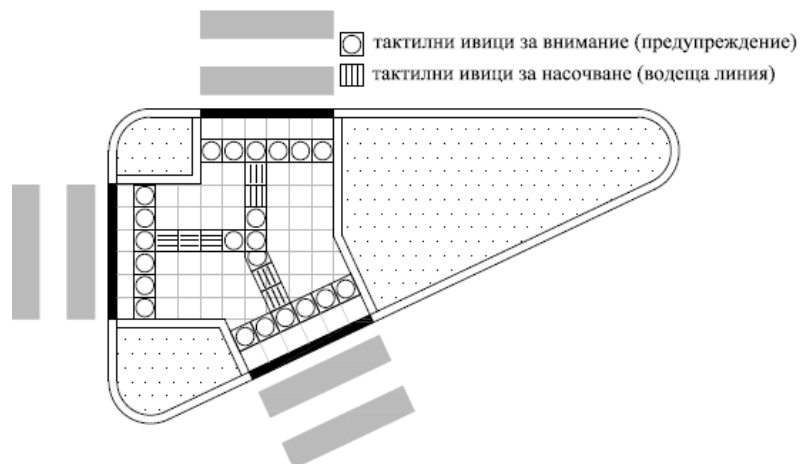 тактилни ивици за внимание (предупреждение)
тактилни ивици за насочване (водеща линия)